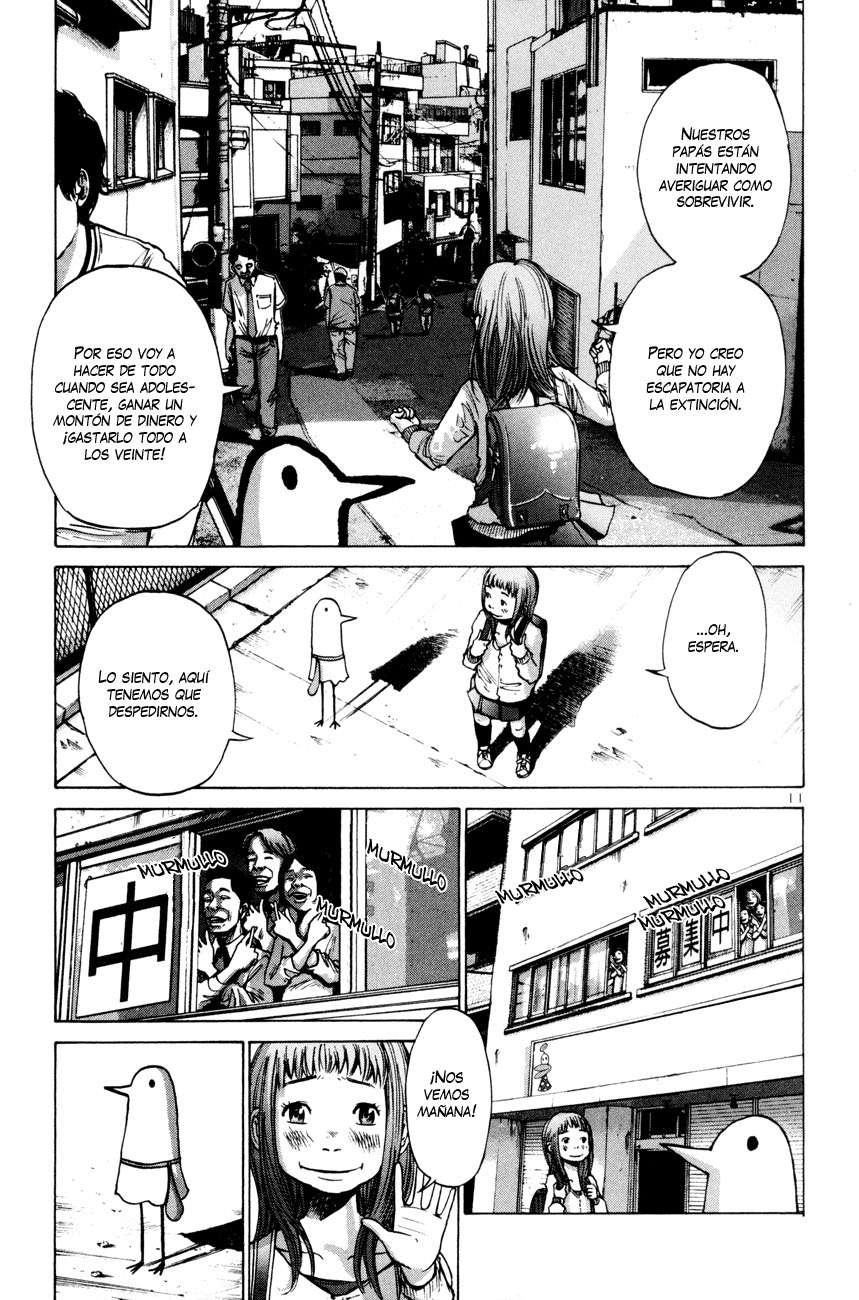 NUESTROS
PAPÁS ESTÁN
INTENTANDO
AVERIGUAR COMO
SOBREVIVIR.
PERO YO CREO
QUE NO HAY
ESCAPATORIA A
LA EXTINCIÓN.
POR ESO VOY A
HACER DE TODO
CUANDO SEA ADOLES-
CENTE, GANAR UN
MONTÓN DE DINERO Y
¡GASTARLO TODO A
LOS VEINTE!
...OH,
ESPERA.
LO SIENTO, AQUÍ
TENEMOS QUE
DESPEDIRNOS.
11
MURMULLO
MURMULLO
MURMULLO
募集中
MURMULLO
MURMULLO
MURMULLO
中
¡NOS
VEMOS
MAÑANA!